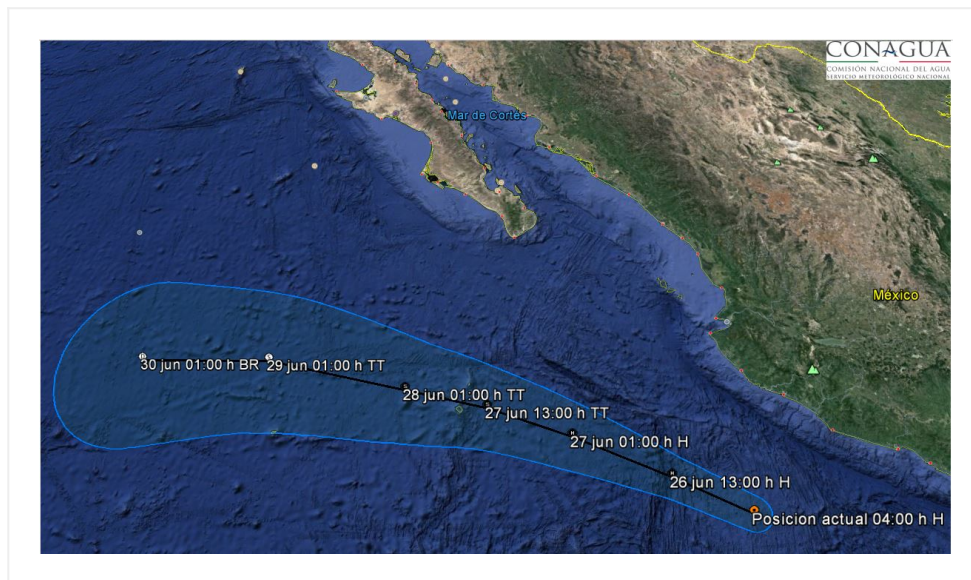 CONAGUA
COMISIÓN NACIONAL DEL AGUA
SERVICIO METEOROLÓGICO NACIONAL
Mar de Cortés
México
30 jun 01:00 h BR
29 jun 01:00 h TT
28 jun 01:00 h TT
27 jun 13:00 h TT
27 jun 01:00 h H
26 jun 13:00 h H
Posicion actual 04:00 h H